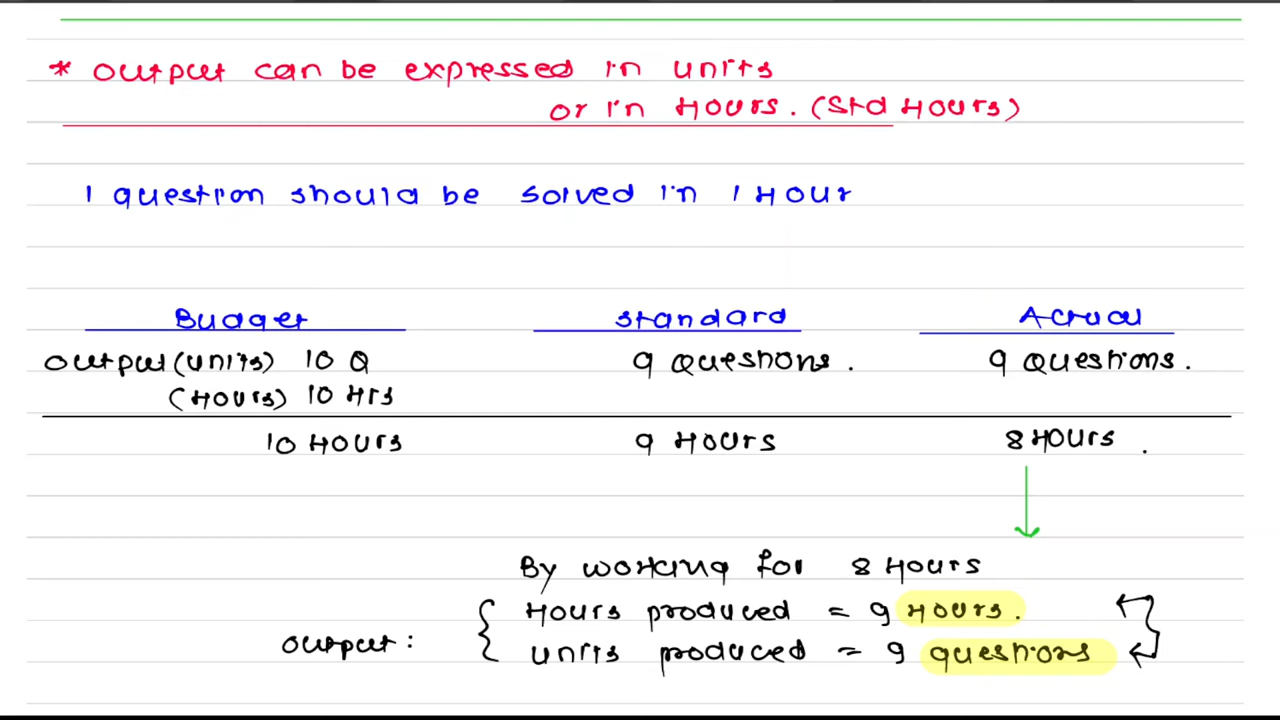 * output can be expressed in units
or in Hours. (Std Hours)
1 question should be solved in 1 Hour
Budget Standard Actual
output (units) 10 Q 9 Questions. 9 Questions.
(Hours) 10 Hrs
10 Hours 9 Hours 8 Hours.
By working for 8 Hours
Hours produced = 9 Hours.
output: units produced = 9 questions